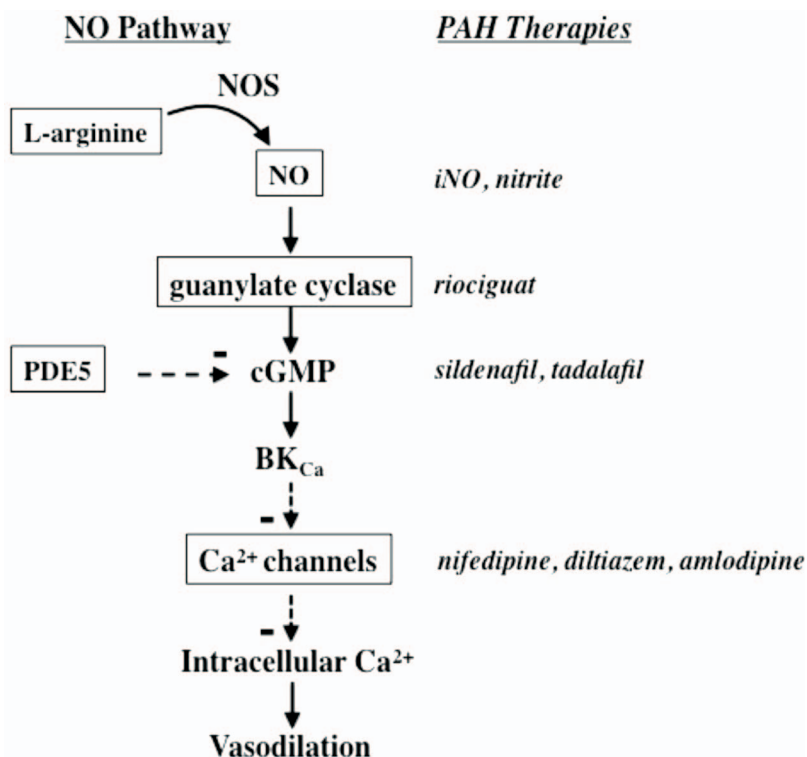 NO Pathway PAH Therapies
NOS
L-arginine
NO iNO, nitrite
guanylate cyclase riociguat
PDE5 - cGMP sildenafil, tadalafil
BKCa
-
Ca²⁺ channels nifedipine, diltiazem, amlodipine
-
Intracellular Ca²⁺
Vasodilation